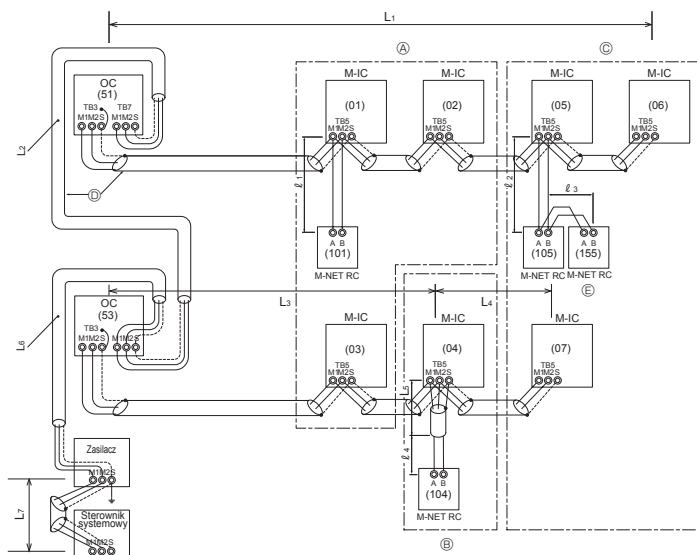 L1
Ⓐ
Ⓒ
M-IC
M-IC
M-IC
M-IC
OC
(51)
TB3
TB7
M1M2S
M1M2S
(01)
TB5
M1M2S
(02)
TB5
M1M2S
(05)
TB5
M1M2S
(06)
TB5
M1M2S
L2
Ⓓ
ℓ1
ℓ2
ℓ3
A B
(101)
M-NET RC
A B
(105)
M-NET RC
A B
(155)
M-NET RC
Ⓔ
L3
L4
OC
(53)
TB3
M1M2S
M1M2S
M-IC
M-IC
M-IC
(03)
TB5
M1M2S
(04)
TB5
M1M2S
(07)
TB5
M1M2S
L6
L5
ℓ4
A B
(104)
M-NET RC
Ⓑ
Zasilacz
M1M2S
L7
Sterownik
systemowy
M1M2S